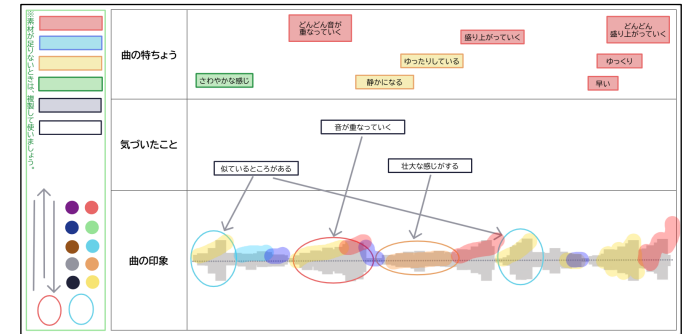 ※素材が足りないときは、複製して使いましょう。
曲の特ちょう
どんどん音が
重なっていく
盛り上がっていく
どんどん
盛り上がっていく
ゆったりしている
ゆっくり
さわやかな感じ
静かになる
早い
気づいたこと
音が重なっていく
似ているところがある
壮大な感じがする
曲の印象